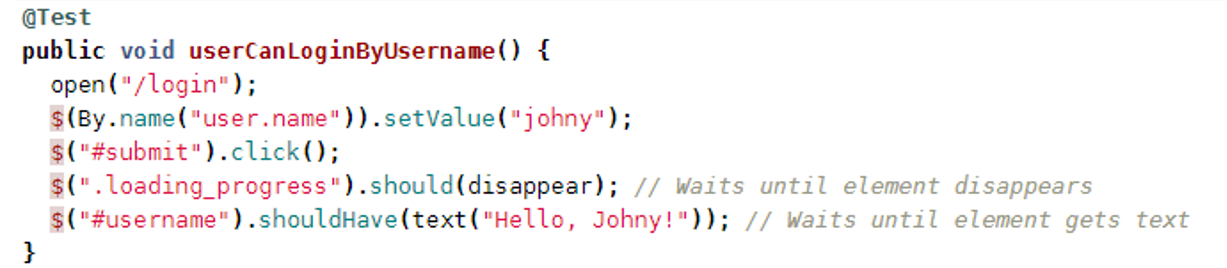 @Test
public void userCanLoginByUsername() {
  open("/login");
  $(By.name("user.name")).setValue("johny");
  $("#submit").click();
  $(".loading_progress").should(disappear); // Waits until element disappears
  $("#username").shouldHave(text("Hello, Johny!")); // Waits until element gets text
}